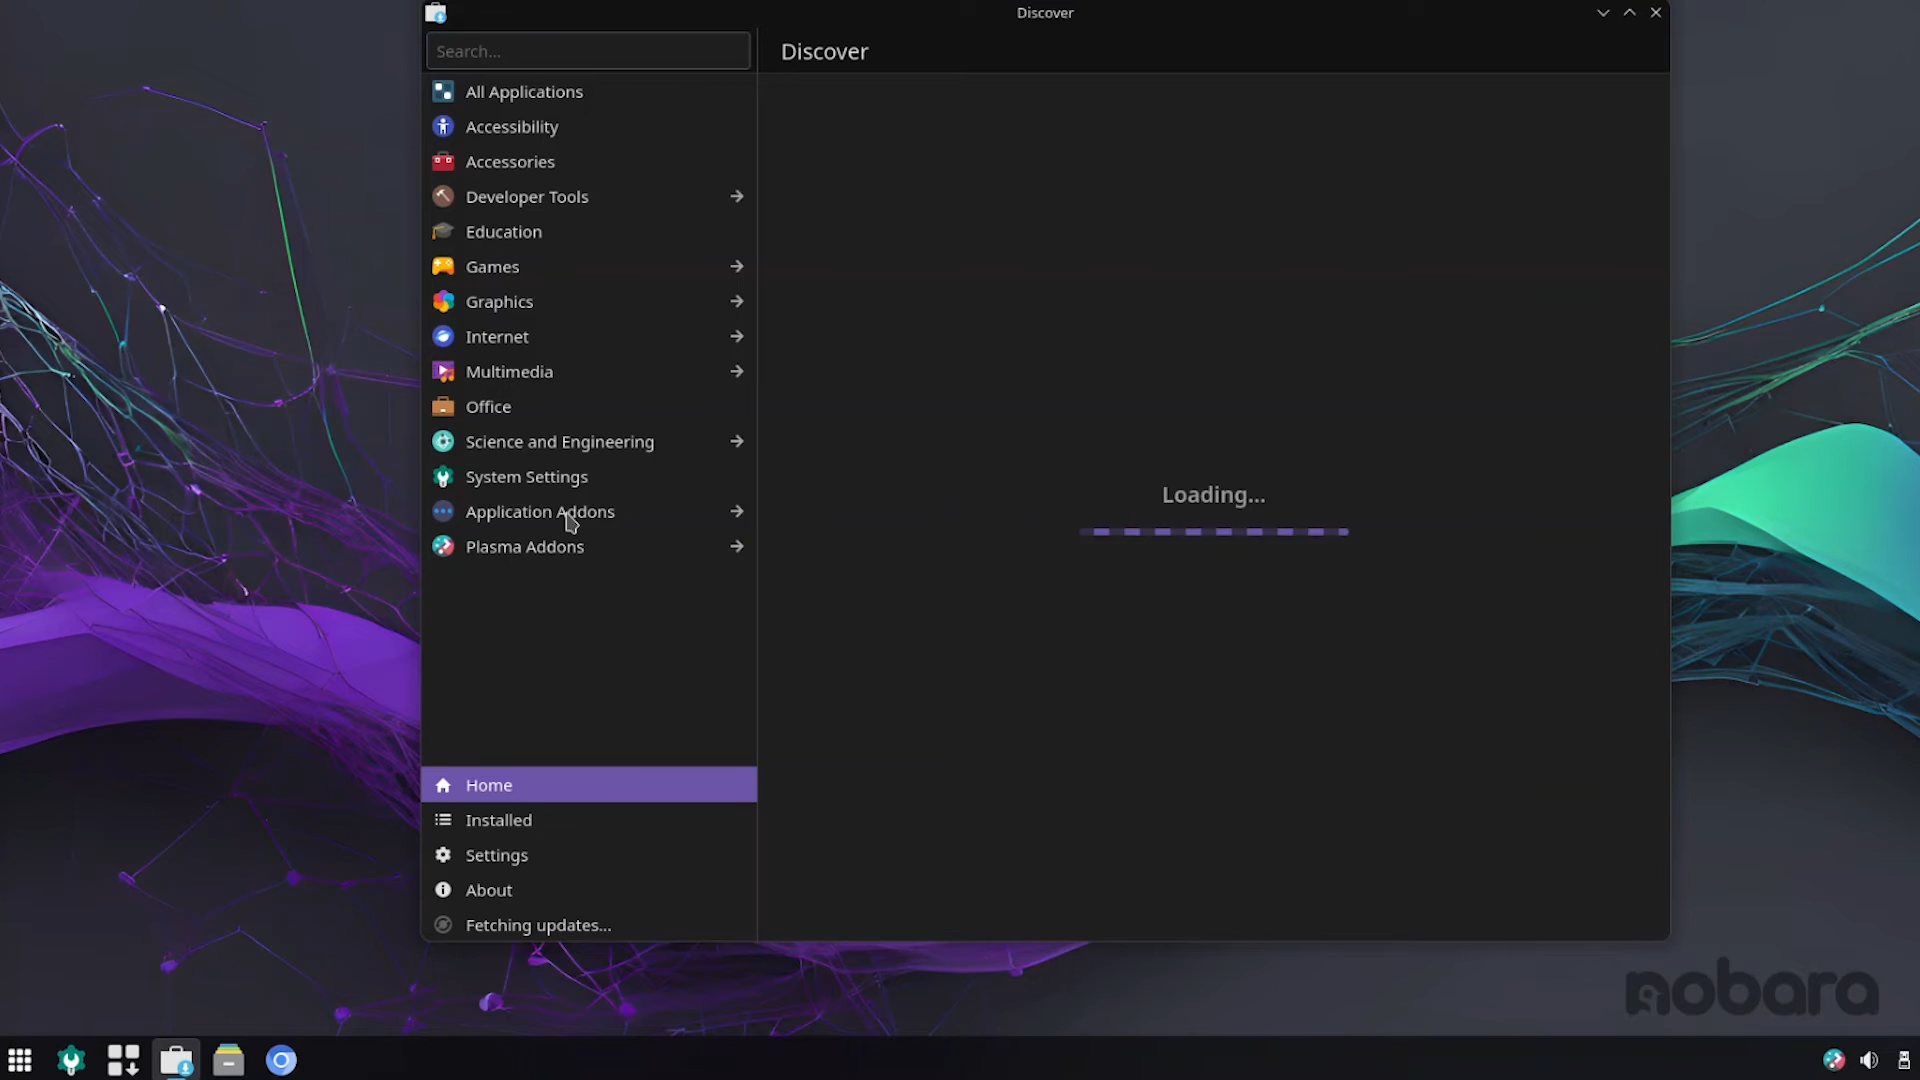 Discover
Search...
Discover
All Applications
Accessibility
Accessories
Developer Tools
Education
Games
Graphics
Internet
Multimedia
Office
Science and Engineering
System Settings
Application Addons
Plasma Addons
Loading...
Home
Installed
Settings
About
Fetching updates...
nobara